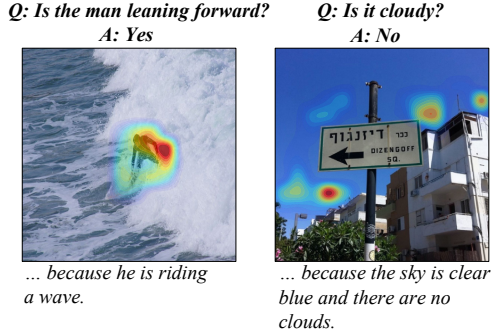 Q: Is the man leaning forward?
A: Yes
... because he is riding
a wave.
Q: Is it cloudy?
A: No
ככר דיזנגוף
DIZENGOFF
SQ.
... because the sky is clear
blue and there are no
clouds.